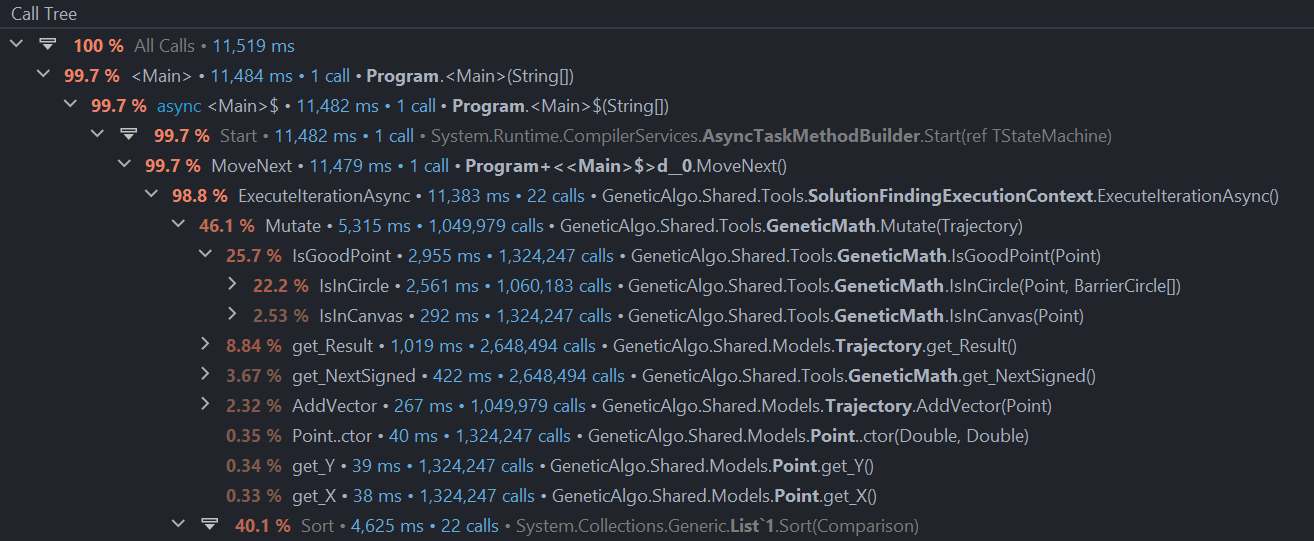 Call Tree
100 % All Calls • 11,519 ms
99.7 % <Main> • 11,484 ms • 1 call • Program.<Main>(String[])
99.7 % async <Main>$ • 11,482 ms • 1 call • Program.<Main>$(String[])
99.7 % Start • 11,482 ms • 1 call • System.Runtime.CompilerServices.AsyncTaskMethodBuilder.Start(ref TStateMachine)
99.7 % MoveNext • 11,479 ms • 1 call • Program+<<Main>$>d__0.MoveNext()
98.8 % ExecuteIterationAsync • 11,383 ms • 22 calls • GeneticAlgo.Shared.Tools.SolutionFindingExecutionContext.ExecuteIterationAsync()
46.1 % Mutate • 5,315 ms • 1,049,979 calls • GeneticAlgo.Shared.Tools.GeneticMath.Mutate(Trajectory)
25.7 % IsGoodPoint • 2,955 ms • 1,324,247 calls • GeneticAlgo.Shared.Tools.GeneticMath.IsGoodPoint(Point)
22.2 % IsInCircle • 2,561 ms • 1,060,183 calls • GeneticAlgo.Shared.Tools.GeneticMath.IsInCircle(Point, BarrierCircle[])
2.53 % IsInCanvas • 292 ms • 1,324,247 calls • GeneticAlgo.Shared.Tools.GeneticMath.IsInCanvas(Point)
8.84 % get_Result • 1,019 ms • 2,648,494 calls • GeneticAlgo.Shared.Models.Trajectory.get_Result()
3.67 % get_NextSigned • 422 ms • 2,648,494 calls • GeneticAlgo.Shared.Tools.GeneticMath.get_NextSigned()
2.32 % AddVector • 267 ms • 1,049,979 calls • GeneticAlgo.Shared.Models.Trajectory.AddVector(Point)
0.35 % Point..ctor • 40 ms • 1,324,247 calls • GeneticAlgo.Shared.Models.Point..ctor(Double, Double)
0.34 % get_Y • 39 ms • 1,324,247 calls • GeneticAlgo.Shared.Models.Point.get_Y()
0.33 % get_X • 38 ms • 1,324,247 calls • GeneticAlgo.Shared.Models.Point.get_X()
40.1 % Sort • 4,625 ms • 22 calls • System.Collections.Generic.List`1.Sort(Comparison)